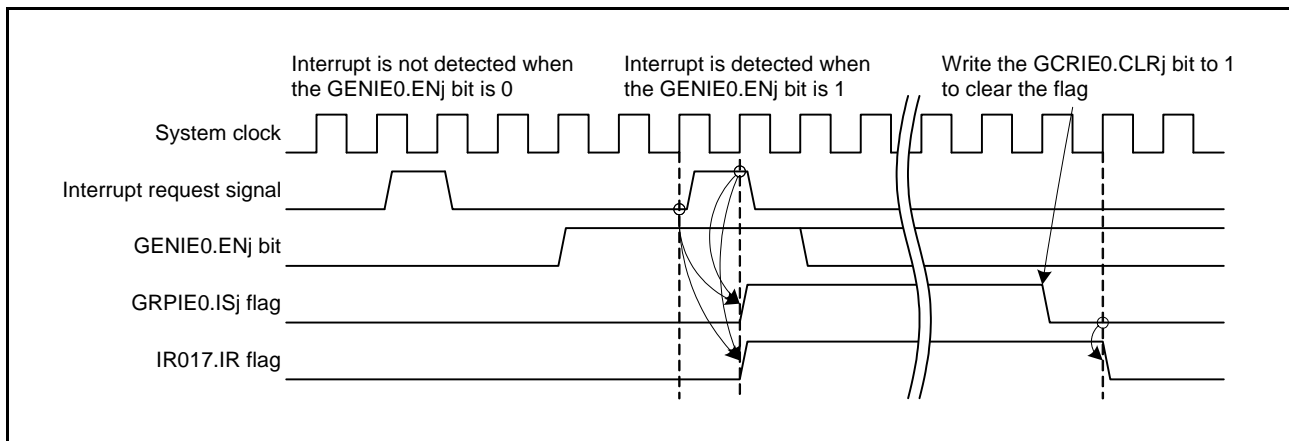 Interrupt is not detected when
the GENIE0.ENj bit is 0
Interrupt is detected when
the GENIE0.ENj bit is 1
Write the GCRIE0.CLRj bit to 1
to clear the flag
System clock
Interrupt request signal
GENIE0.ENj bit
GRPIE0.ISj flag
IR017.IR flag